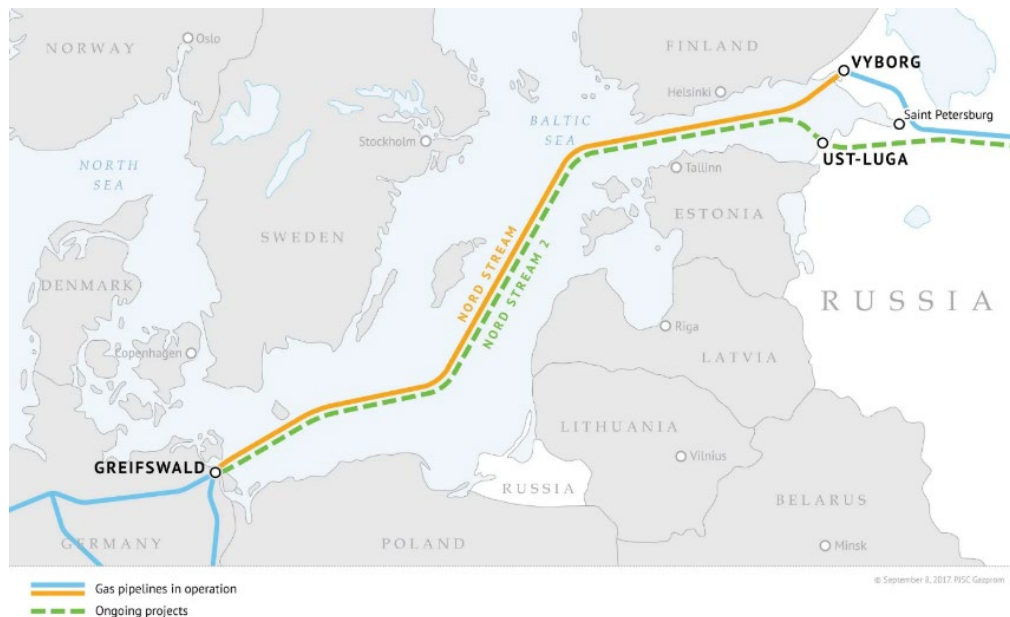 NORWAY
Oslo
FINLAND
VYBORG
Helsinki
Saint Petersburg
BALTIC
SEA
Stockholm
UST-LUGA
NORTH
SEA
Tallinn
ESTONIA
SWEDEN
NORD STREAM
NORD STREAM 2
DENMARK
RUSSIA
Riga
Copenhagen
LATVIA
LITHUANIA
GREIFSWALD
Vilnius
RUSSIA
BELARUS
GERMANY
POLAND
Minsk
© September 8, 2017, PJSC Gazprom
Gas pipelines in operation
Ongoing projects